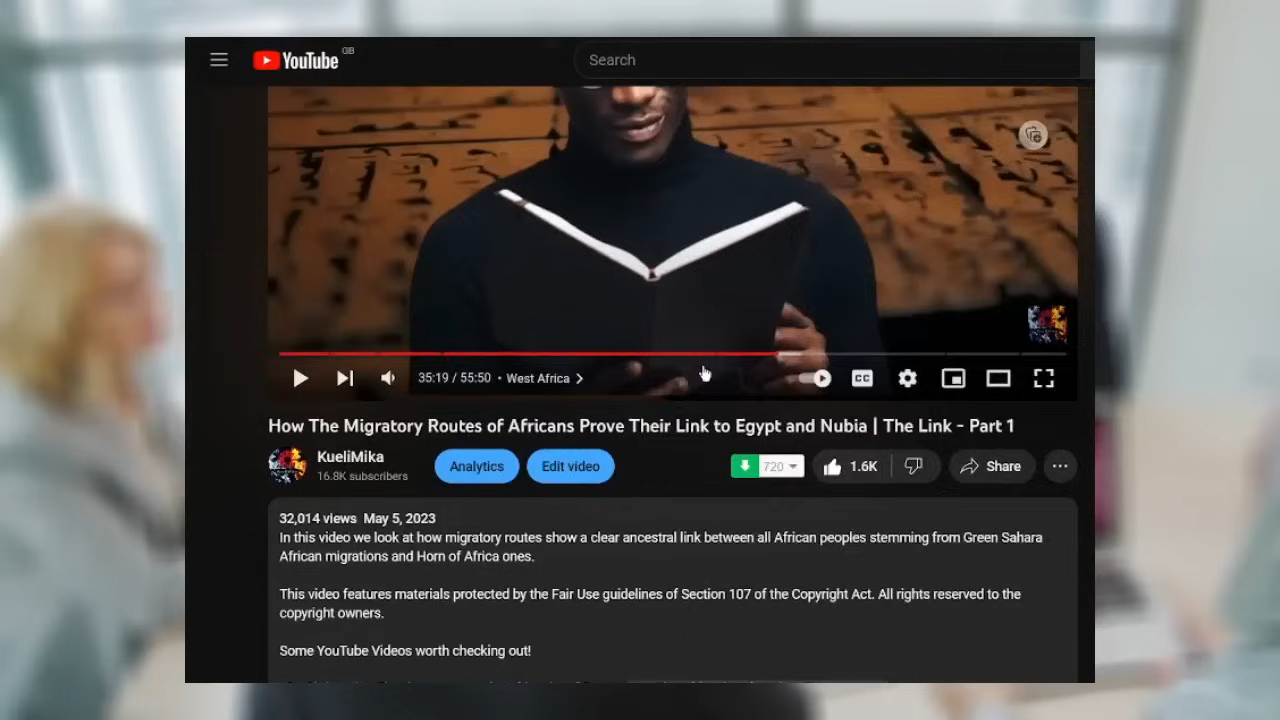 YouTube GB
Search
35:19 / 55:50 • West Africa
CC
How The Migratory Routes of Africans Prove Their Link to Egypt and Nubia | The Link - Part 1
KueliMika
16.8K subscribers
Analytics
Edit video
720
1.6K
Share
32,014 views May 5, 2023
In this video we look at how migratory routes show a clear ancestral link between all African peoples stemming from Green Sahara
African migrations and Horn of Africa ones.
This video features materials protected by the Fair Use guidelines of Section 107 of the Copyright Act. All rights reserved to the
copyright owners.
Some YouTube Videos worth checking out!